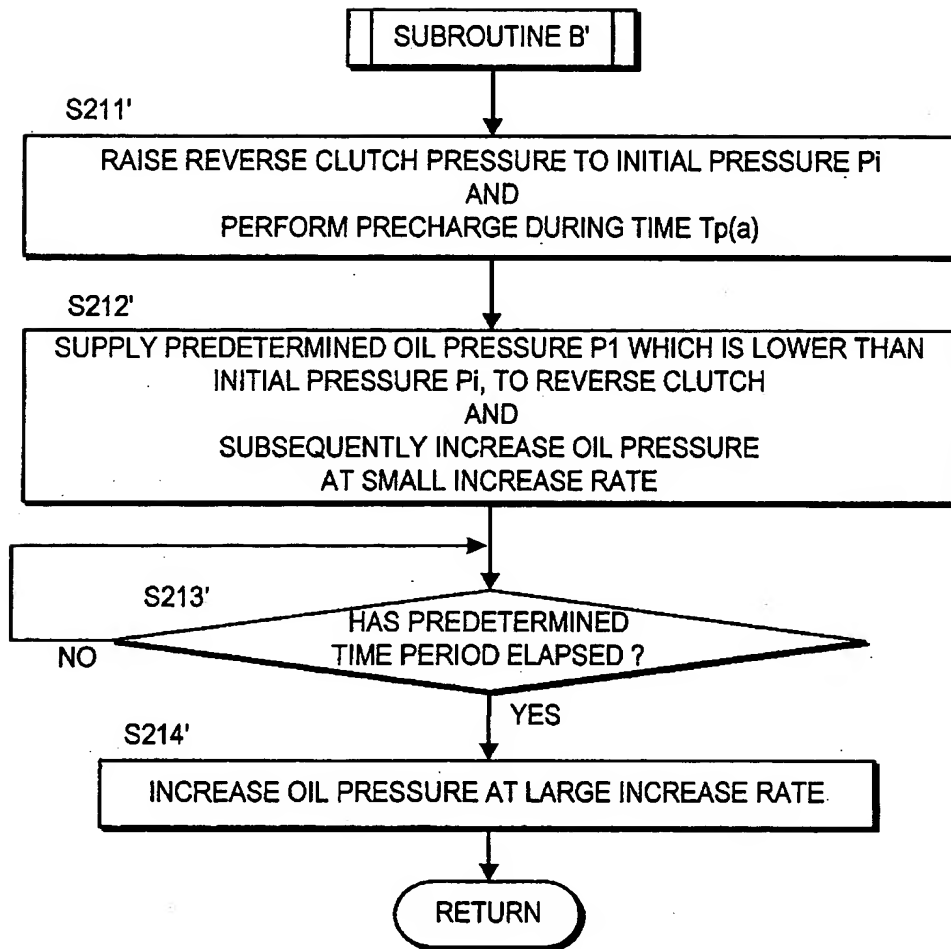 SUBROUTINE B'
S211'
RAISE REVERSE CLUTCH PRESSURE TO INITIAL PRESSURE Pi
AND
PERFORM PRECHARGE DURING TIME Tp(a)
S212'
SUPPLY PREDETERMINED OIL PRESSURE P1 WHICH IS LOWER THAN
INITIAL PRESSURE Pi, TO REVERSE CLUTCH
AND
SUBSEQUENTLY INCREASE OIL PRESSURE
AT SMALL INCREASE RATE
S213'
HAS PREDETERMINED
TIME PERIOD ELAPSED ?
NO
YES
S214'
INCREASE OIL PRESSURE AT LARGE INCREASE RATE
RETURN